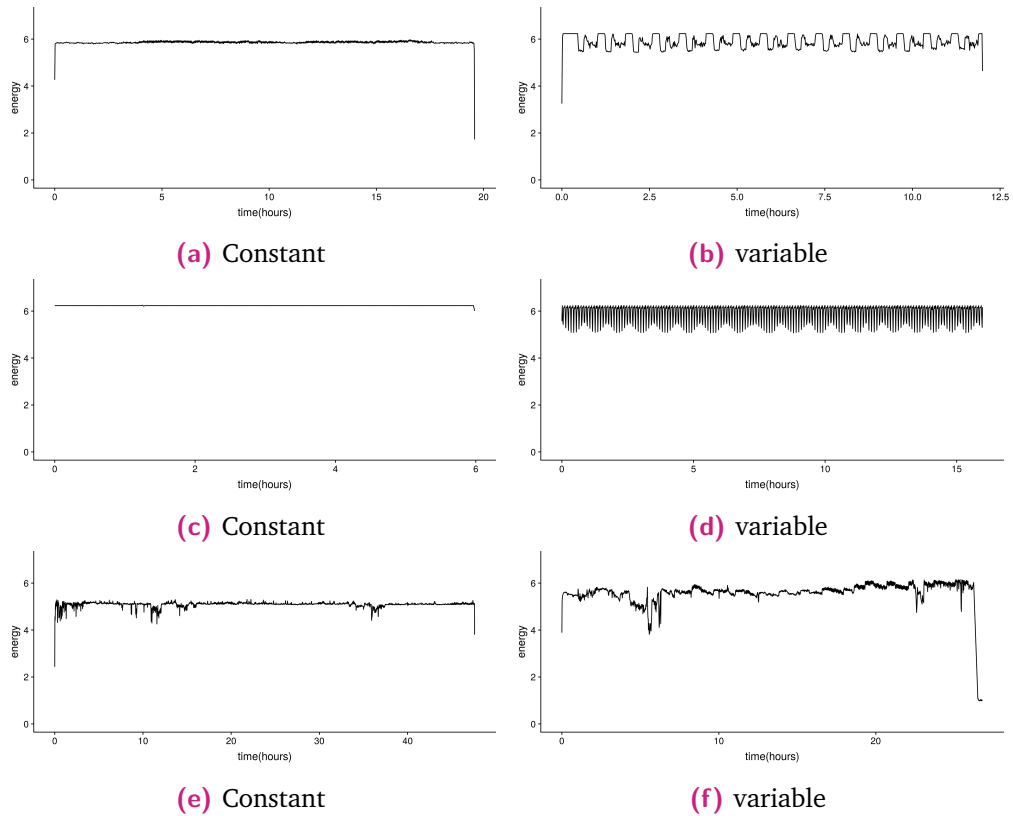 6
4
2
0
energy
0
5
10
15
20
time(hours)
(a) Constant
6
4
2
0
energy
0.0
2.5
5.0
7.5
10.0
12.5
time(hours)
(b) variable
6
4
2
0
energy
0
2
4
6
time(hours)
(c) Constant
6
4
2
0
energy
0
5
10
15
time(hours)
(d) variable
6
4
2
0
energy
0
10
20
30
40
time(hours)
(e) Constant
6
4
2
0
energy
0
10
20
time(hours)
(f) variable